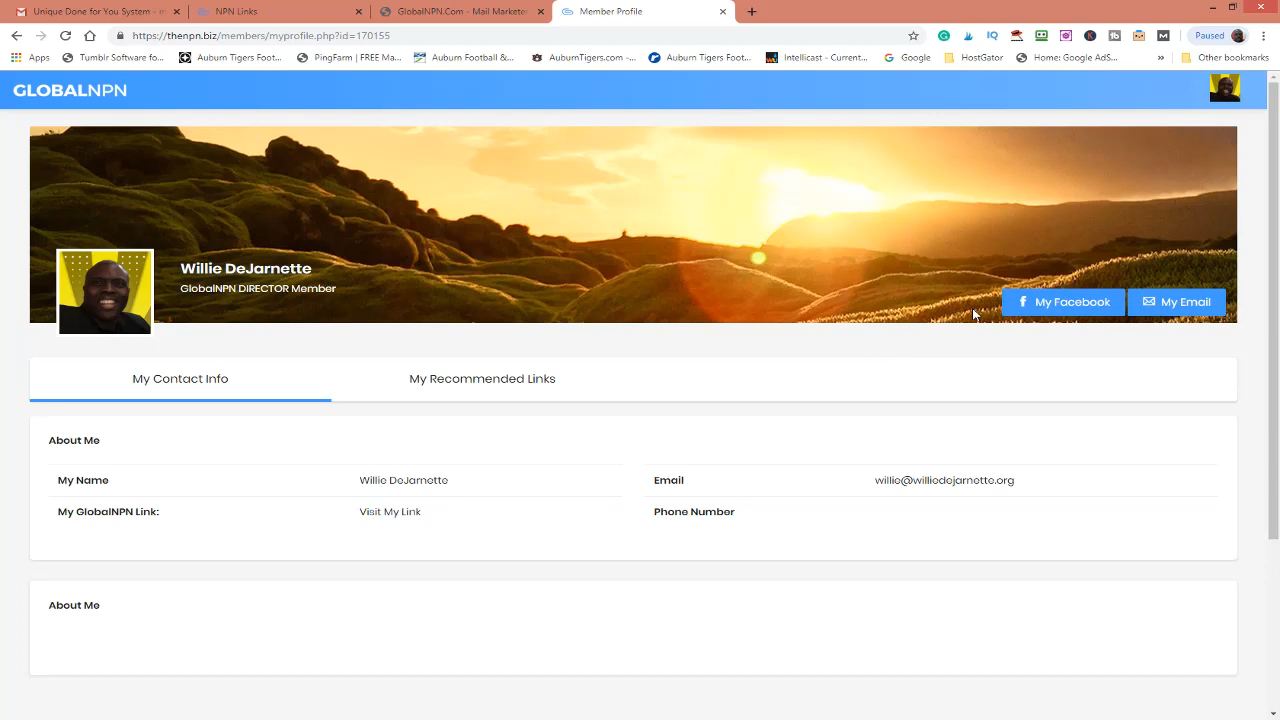 Unique Done for You System - 
NPN Links
GlobalNPN.Com - Mail Markete
Member Profile
https://thenpn.biz/members/myprofile.php?id=170155
Paused
Apps
Tumblr Software fo...
Auburn Tigers Foot...
PingFarm | FREE Ma...
Auburn Football &...
AuburnTigers.com -...
Auburn Tigers Foot...
Intellicast - Current...
Google
HostGator
Home: Google AdS...
»
Other bookmarks
GLOBALNPN
Willie DeJarnette
GlobalNPN DIRECTOR Member
My Facebook
My Email
My Contact Info
My Recommended Links
About Me
My Name
Willie DeJarnette
Email
willie@williedejarnette.org
My GlobalNPN Link:
Visit My Link
Phone Number
About Me